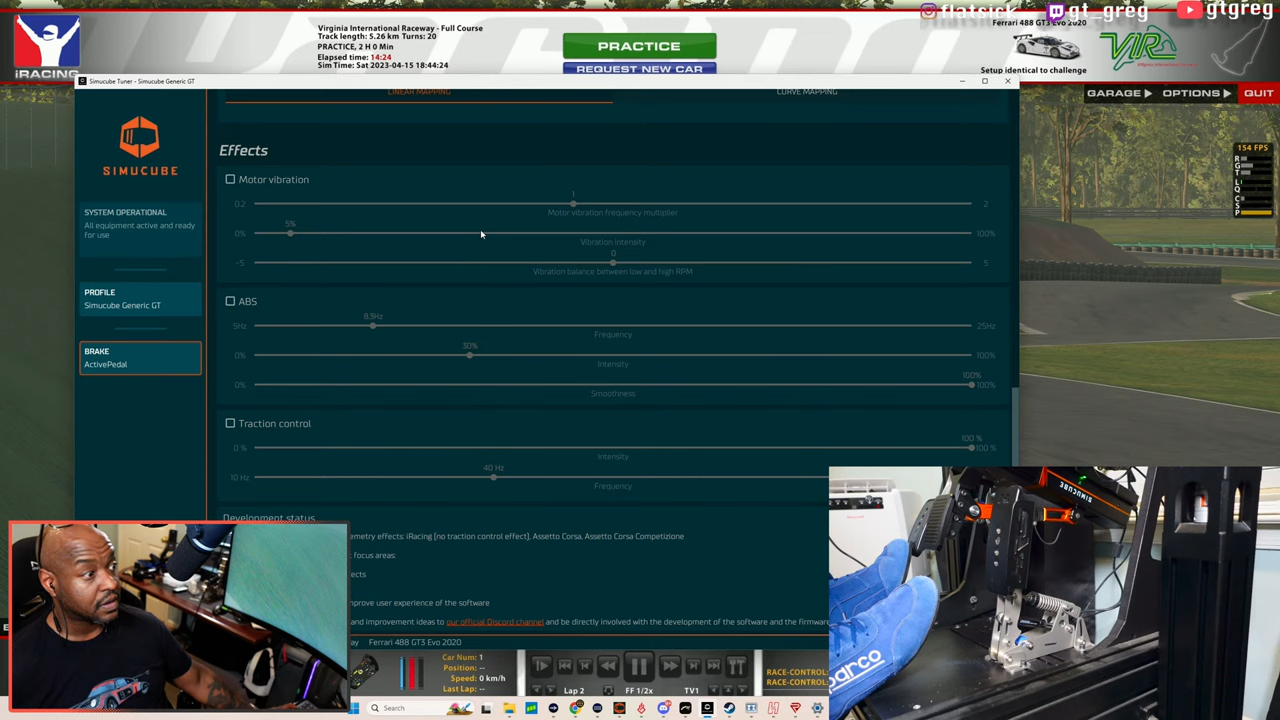 flatsick
gt_greg
gtgreg
iRACING
Virginia International Raceway - Full Course
Track length: 5.26 km Turns: 20
PRACTICE, 2 H 0 Min
Elapsed time: 14:24
Sim Time: Sat 2023-04-15 18:44:24
PRACTICE
REQUEST NEW CAR
Ferrari 488 GT3 Evo 2020
VIR
Setup identical to challenge
Simucube Tuner - Simucube Generic GT
GARAGE
OPTIONS
QUIT
LINEAR MAPPING
CURVE MAPPING
154 FPS
R
G
T
L
Q
C
S
P
SIMUCUBE
SYSTEM OPERATIONAL
All equipment active and ready
for use
PROFILE
Simucube Generic GT
BRAKE
ActivePedal
Effects
Motor vibration
1
0.2
2
Motor vibration frequency multiplier
5%
0%
100%
Vibration intensity
0
-5
5
Vibration balance between low and high RPM
ABS
8.5Hz
5Hz
25Hz
Frequency
30%
0%
100%
Intensity
100%
0%
100%
Smoothness
Traction control
100 %
0 %
100 %
Intensity
40 Hz
10 Hz
Frequency
Development status
emetry effects: iRacing [no traction control effect], Assetto Corsa, Assetto Corsa Competizione
t focus areas:
ects
mprove user experience of the software
and improvement ideas to our official Discord channel and be directly involved with the development of the software and the firmware
ay Ferrari 488 GT3 Evo 2020
Car Num: 1
Position: --
Speed: 0 km/h
Last Lap: --
Lap 2
FF 1/2x
TV1
RACE-CONTROL:
RACE-CONTROL:
Search
SIMUCUBE
sparco